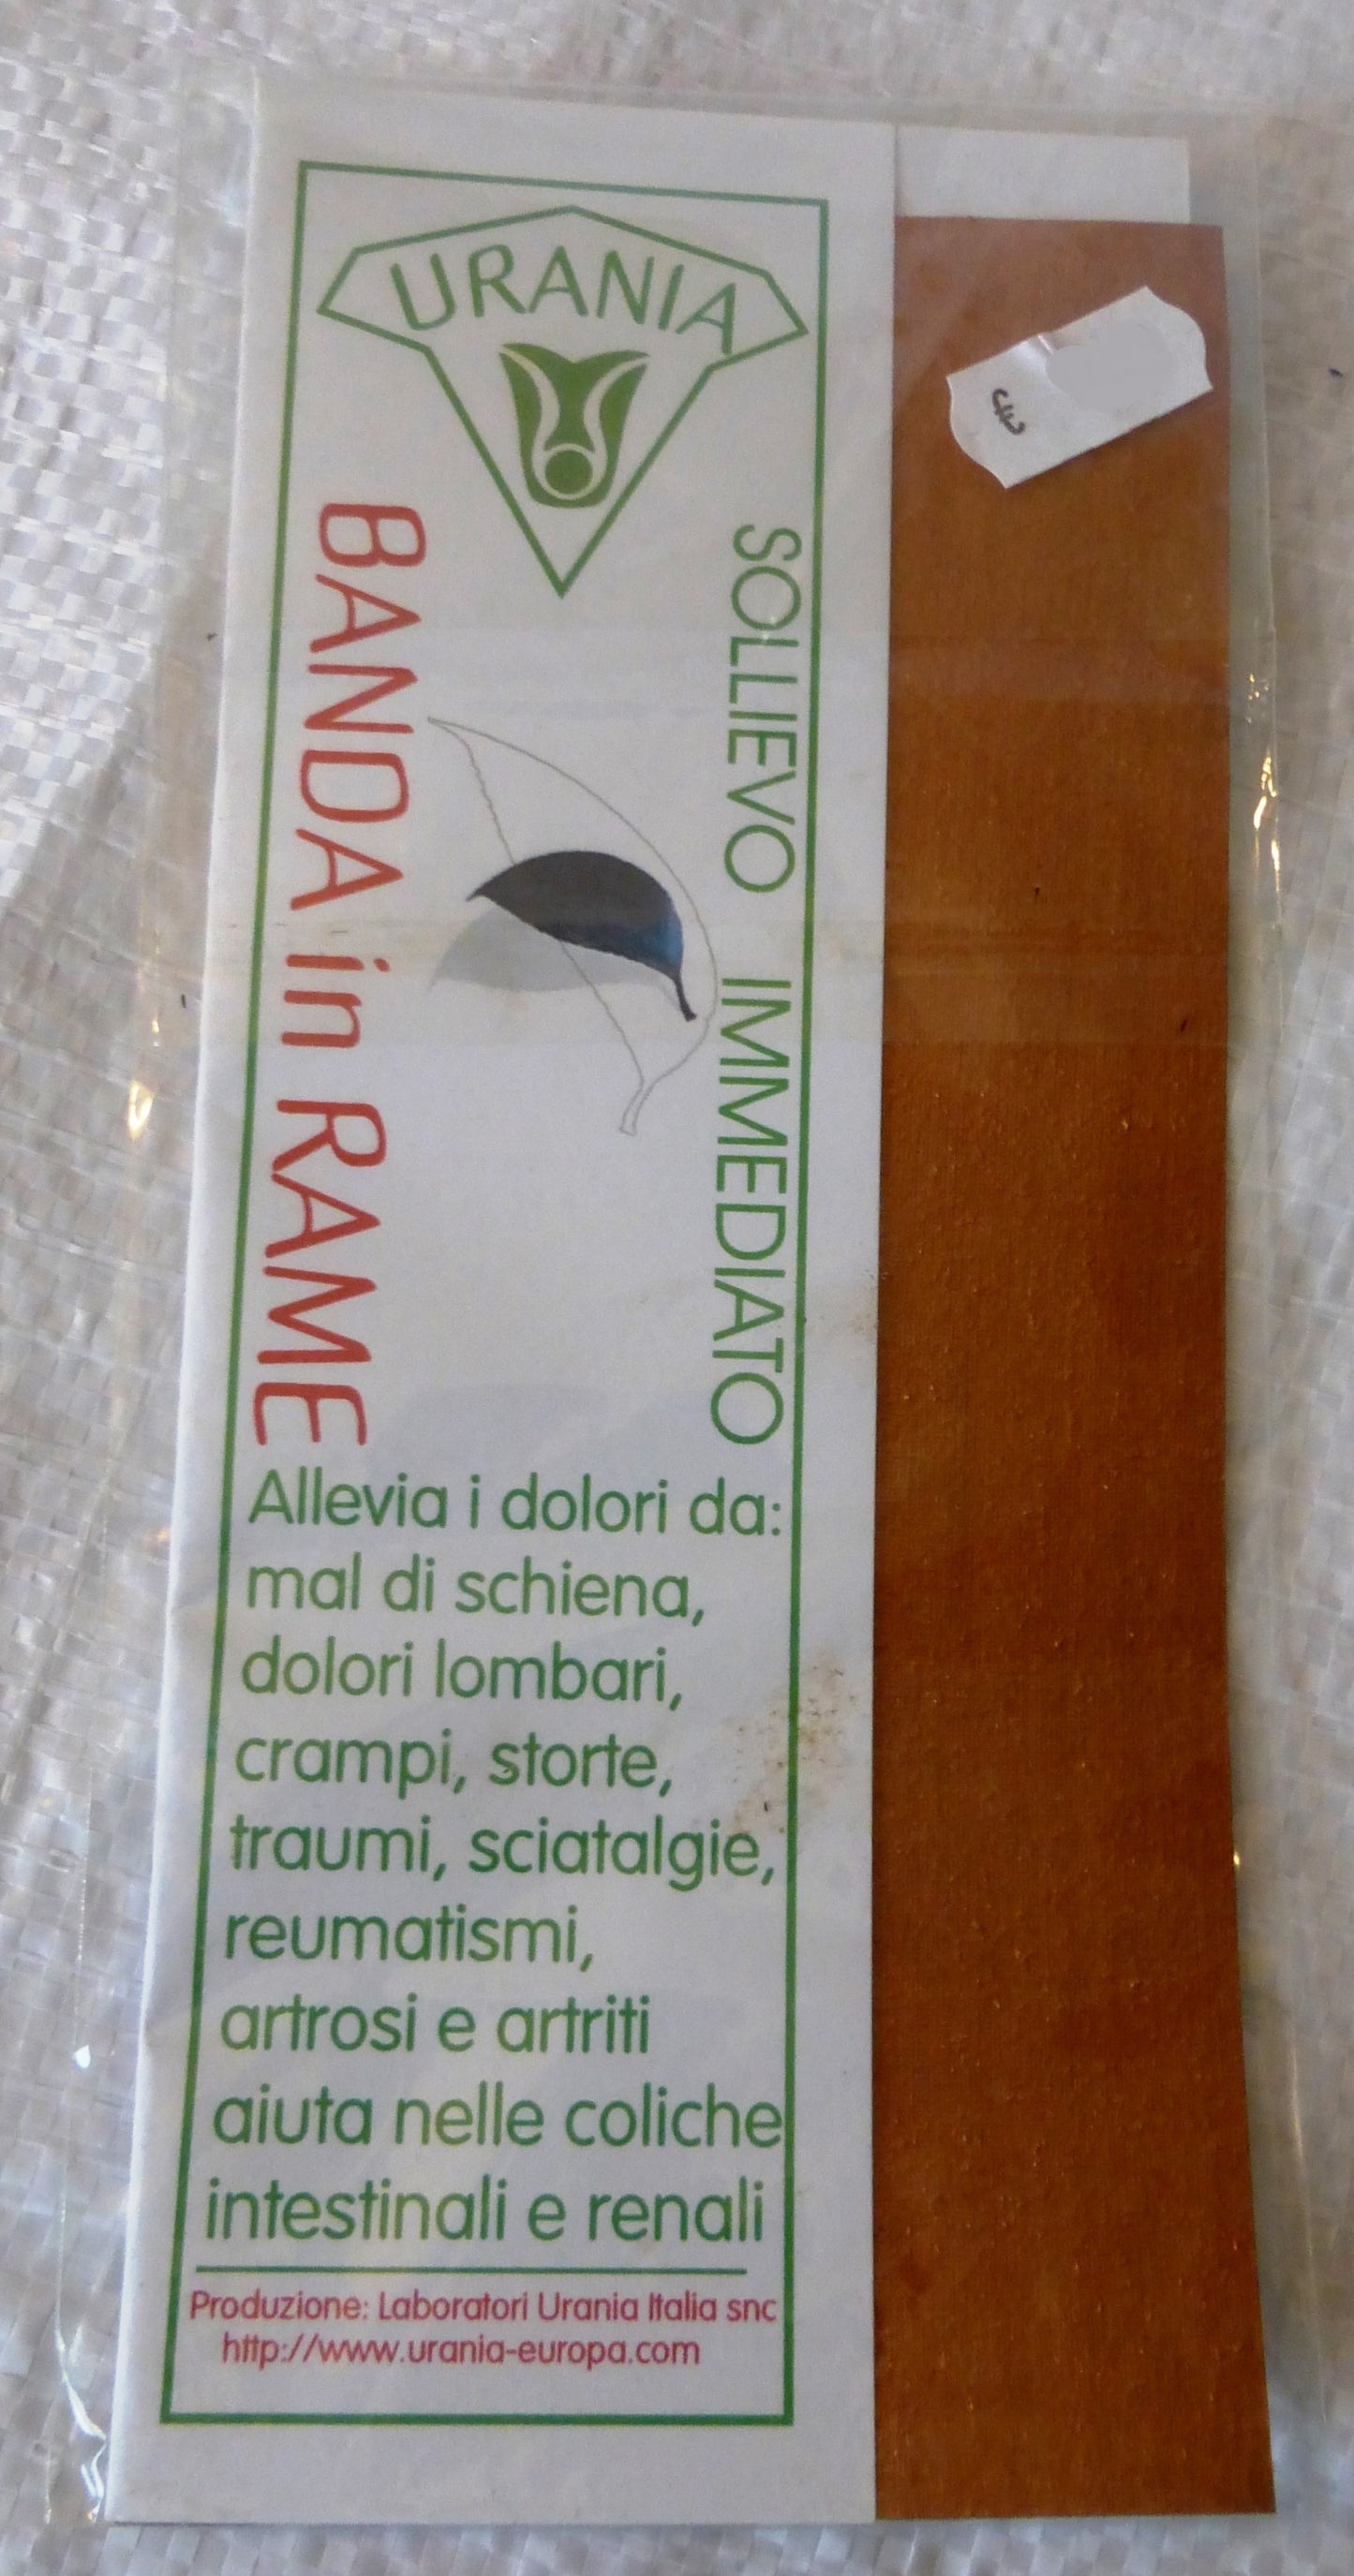 URANIA
SOLLIEVO IMMEDIATO
BANDA in RAME
Allevia i dolori da:
mal di schiena,
dolori lombari,
crampi, storte,
traumi, sciatalgie,
reumatismi,
artrosi e artriti
aiuta nelle coliche
intestinali e renali
Produzione: Laboratori Urania Italia snc
http://www.urania-europa.com
€